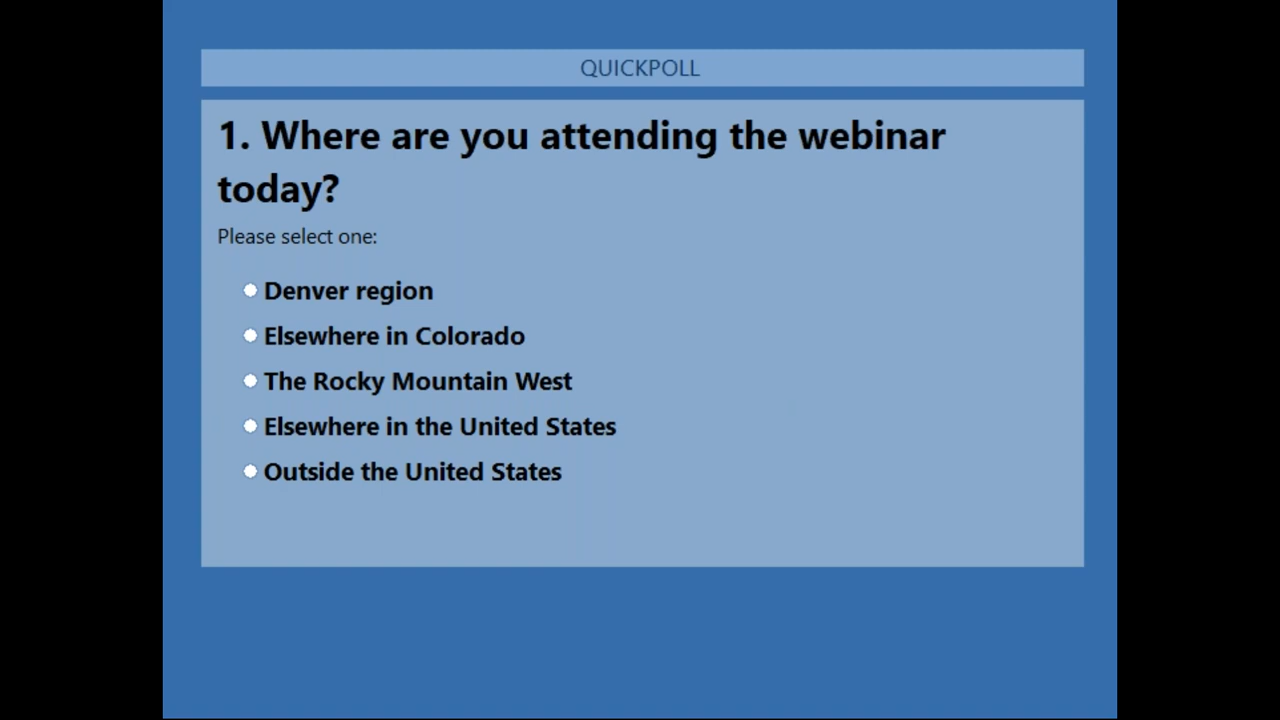 QUICKPOLL
1. Where are you attending the webinar
today?
Please select one:
Denver region
Elsewhere in Colorado
The Rocky Mountain West
Elsewhere in the United States
Outside the United States